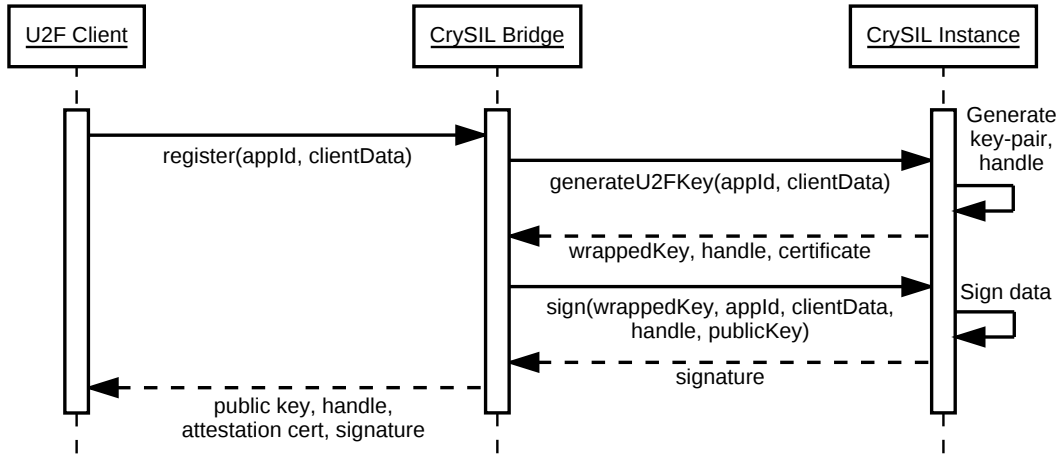 U2F Client
CrySIL Bridge
CrySIL Instance
Generate
key-pair,
handle
register(appId, clientData)
generateU2FKey(appId, clientData)
wrappedKey, handle, certificate
Sign data
sign(wrappedKey, appId, clientData,
handle, publicKey)
signature
public key, handle,
attestation cert, signature